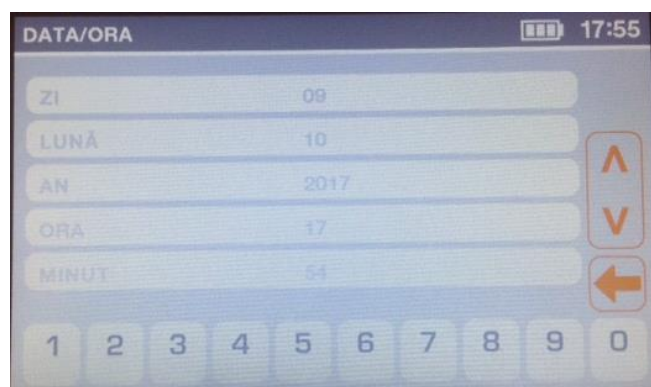 DATA/ORA 17:55
ZI 09
LUNĂ 10
AN 2017
ORA 17
MINUT 54
1 2 3 4 5 6 7 8 9 0